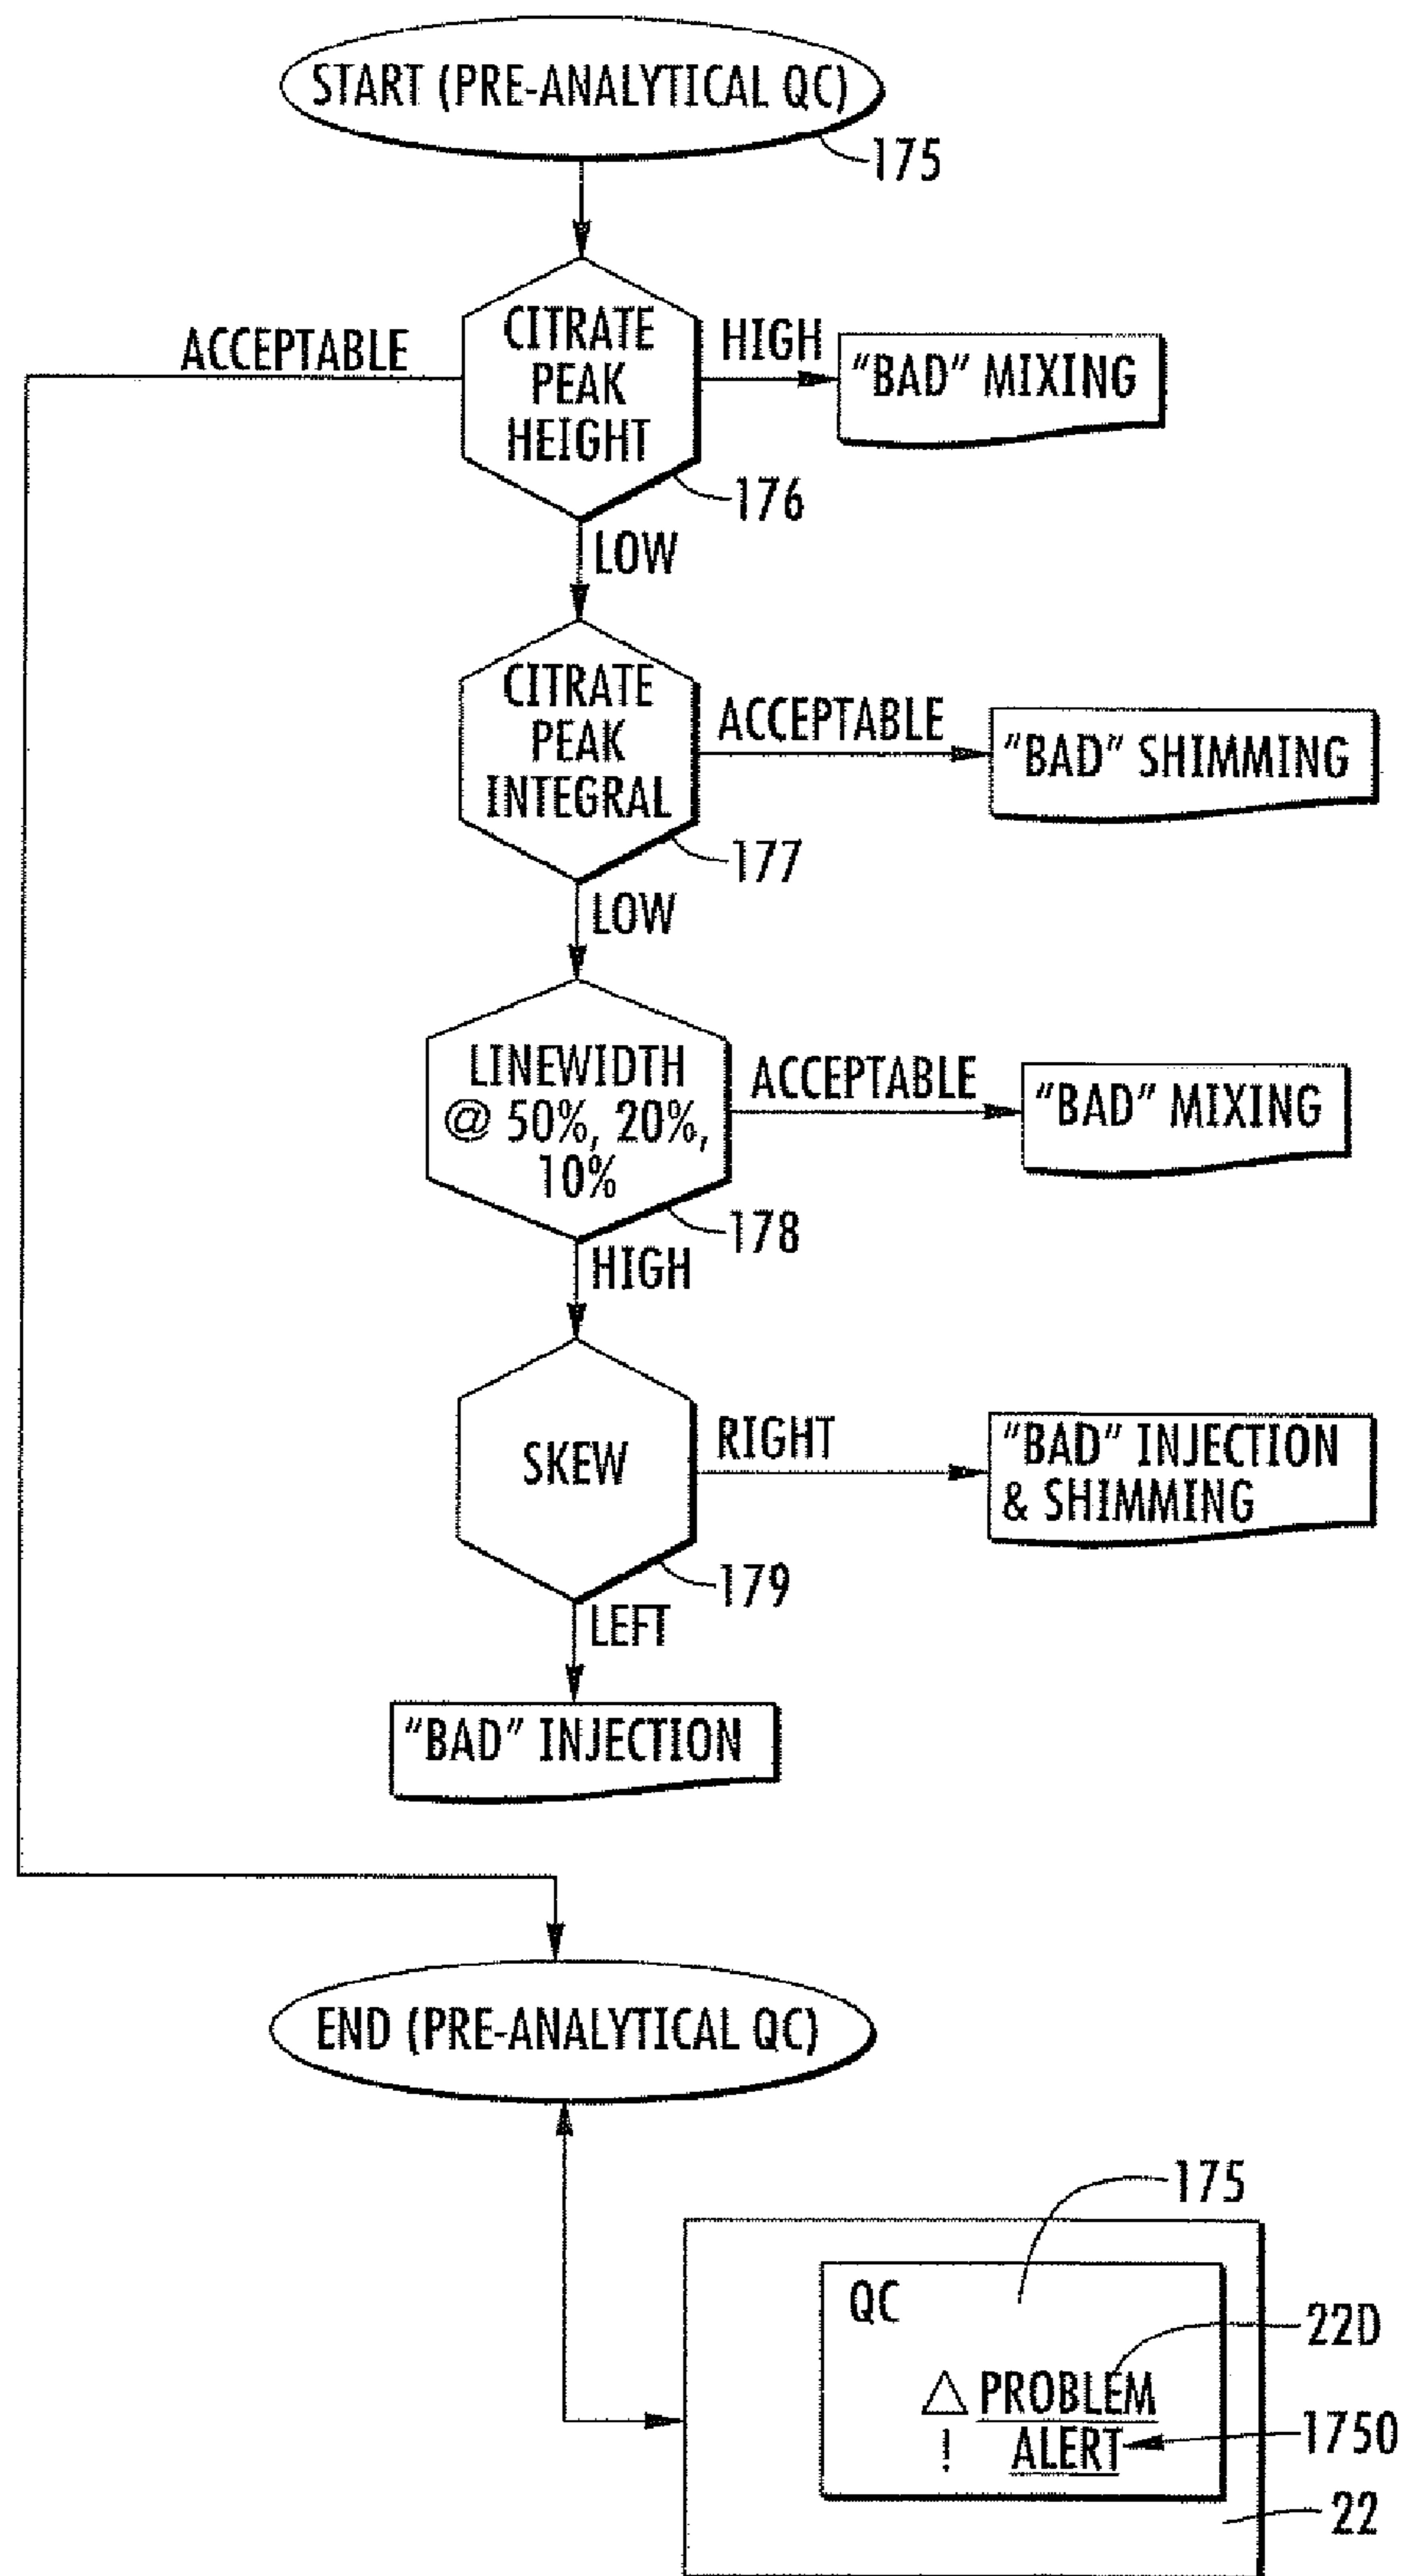 START (PRE-ANALYTICAL QC)
175
CITRATE
PEAK
HEIGHT
ACCEPTABLE
HIGH
"BAD" MIXING
176
LOW
CITRATE
PEAK
INTEGRAL
ACCEPTABLE
"BAD" SHIMMING
177
LOW
LINEWIDTH
@ 50%, 20%,
10%
ACCEPTABLE
"BAD" MIXING
178
HIGH
SKEW
RIGHT
"BAD" INJECTION
& SHIMMING
179
LEFT
"BAD" INJECTION
END (PRE-ANALYTICAL QC)
175
QC
22D
PROBLEM
! ALERT
1750
22